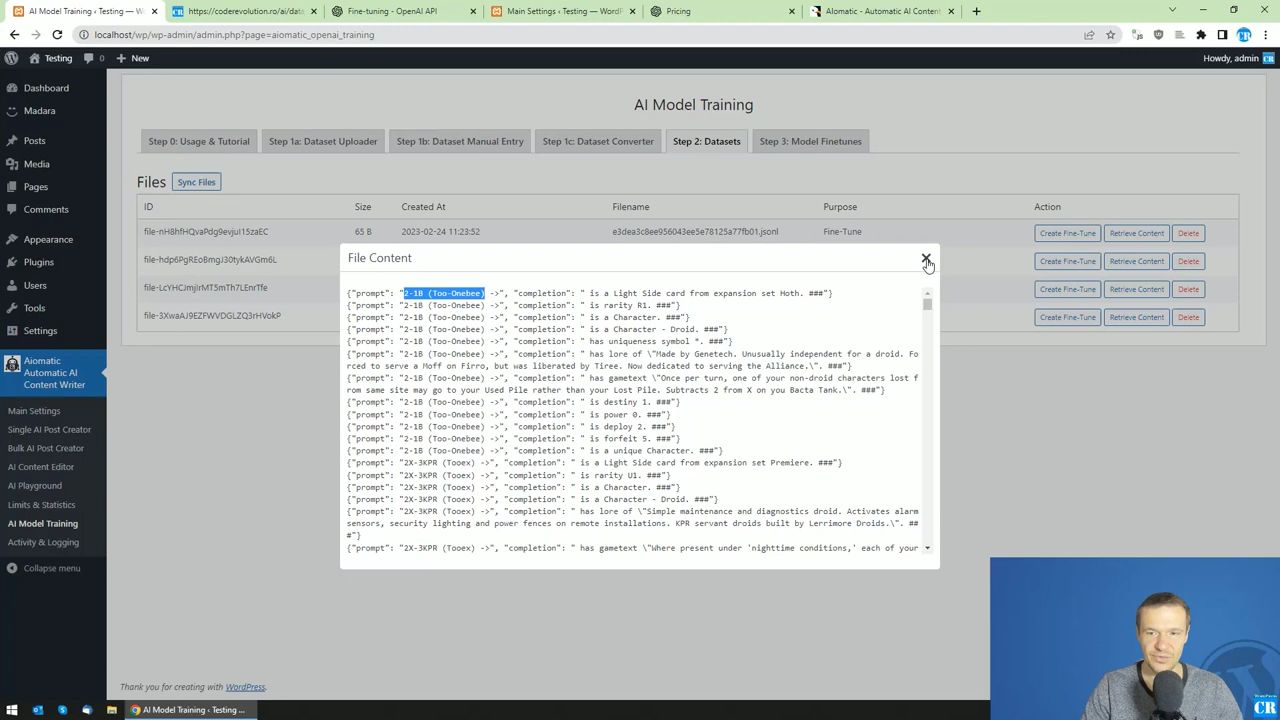 AI Model Training ‹ Testing — W
https://coderevolution.ro/ai/data
Fine-tuning - OpenAI API
Main Settings ‹ Testing — WordP
Pricing
AIomatic - Automatic AI Content
localhost/wp/wp-admin/admin.php?page=aiomatic_openai_training
Testing
0
New
Howdy, admin
Dashboard
Madara
Posts
Media
Pages
Comments
Appearance
Plugins
Users
Tools
Settings
Aiomatic
Automatic AI
Content Writer
Main Settings
Single AI Post Creator
Bulk AI Post Creator
AI Content Editor
AI Playground
Limits & Statistics
AI Model Training
Activity & Logging
Collapse menu
AI Model Training
Step 0: Usage & Tutorial
Step 1a: Dataset Uploader
Step 1b: Dataset Manual Entry
Step 1c: Dataset Converter
Step 2: Datasets
Step 3: Model Finetunes
Files
Sync Files
ID Size Created At Filename Purpose Action
file-nH8hfHQvaPdg9evjuI15zaEC 65 B 2023-02-24 11:23:52 e3dea3c8ee956043ee5e78125a77fb01.jsonl Fine-Tune Create Fine-Tune Retrieve Content Delete
file-hdp6PgREoBmgJ30tykAVGm6L Create Fine-Tune Retrieve Content Delete
file-LcYHCJmjIrMT5mTh7LEnrTfe Create Fine-Tune Retrieve Content Delete
file-3XwaAJ9EZFWVDGLZQ3rHVokP Create Fine-Tune Retrieve Content Delete
File Content
{"prompt": "2-1B (Too-Onebee) ->", "completion": " is a Light Side card from expansion set Hoth. ###"}
{"prompt": "2-1B (Too-Onebee) ->", "completion": " is rarity R1. ###"}
{"prompt": "2-1B (Too-Onebee) ->", "completion": " is a Character. ###"}
{"prompt": "2-1B (Too-Onebee) ->", "completion": " is a Character - Droid. ###"}
{"prompt": "2-1B (Too-Onebee) ->", "completion": " has uniqueness symbol *. ###"}
{"prompt": "2-1B (Too-Onebee) ->", "completion": " has lore of \"Made by Genetech. Unusually independent for a droid. Fo
rced to serve a Moff on Firro, but was liberated by Tiree. Now dedicated to serving the Alliance.\". ###"}
{"prompt": "2-1B (Too-Onebee) ->", "completion": " has gametext \"Once per turn, one of your non-droid characters lost f
rom same site may go to your Used Pile rather than your Lost Pile. Subtracts 2 from X on you Bacta Tank.\". ###"}
{"prompt": "2-1B (Too-Onebee) ->", "completion": " is destiny 1. ###"}
{"prompt": "2-1B (Too-Onebee) ->", "completion": " is power 0. ###"}
{"prompt": "2-1B (Too-Onebee) ->", "completion": " is deploy 2. ###"}
{"prompt": "2-1B (Too-Onebee) ->", "completion": " is forfeit 5. ###"}
{"prompt": "2-1B (Too-Onebee) ->", "completion": " is a unique Character. ###"}
{"prompt": "2X-3KPR (Tooex) ->", "completion": " is a Light Side card from expansion set Premiere. ###"}
{"prompt": "2X-3KPR (Tooex) ->", "completion": " is rarity U1. ###"}
{"prompt": "2X-3KPR (Tooex) ->", "completion": " is a Character. ###"}
{"prompt": "2X-3KPR (Tooex) ->", "completion": " is a Character - Droid. ###"}
{"prompt": "2X-3KPR (Tooex) ->", "completion": " has lore of \"Simple maintenance and diagnostics droid. Activates alarm
sensors, security lighting and power fences on remote installations. KPR servant droids built by Lerrimore Droids.\". ##
#"}
{"prompt": "2X-3KPR (Tooex) ->", "completion": " has gametext \"Where present under 'nighttime conditions,' each of your
Thank you for creating with WordPress.
AI Model Training ‹ Testing ...
CR